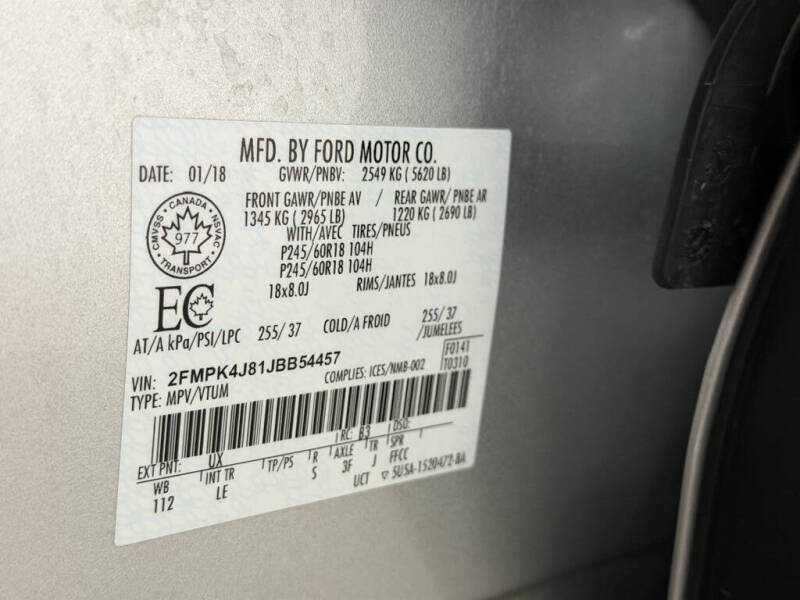 MFD. BY FORD MOTOR CO.
DATE: 01/18
GVWR/PNBV: 2549 KG ( 5620 LB)
FRONT GAWR/PNBE AV / REAR GAWR/ PNBE AR
1345 KG ( 2965 LB) 1220 KG ( 2690 LB)
WITH/AVEC TIRES/PNEUS
P245/60R18 104H
P245/60R18 104H
18x8.0J RIMS/JANTES 18x8.0J
CMVSS • CANADA • NSVAC • TRANSPORT •
977
EC
AT/A kPa/PSI/LPC 255/ 37 COLD/A FROID 255/ 37
/JUMELEES
VIN: 2FMPK4J81JBB54457
COMPLIES: ICES/NMB-002
F0141
T0310
TYPE: MPV/VTUM
RC: B3 DSO:
EXT PNT: UX TP/PS R AXLE TR SPR
WB INT TR S 3F J FFCC
112 LE UCT ▽ 5U5A-1520472-BA